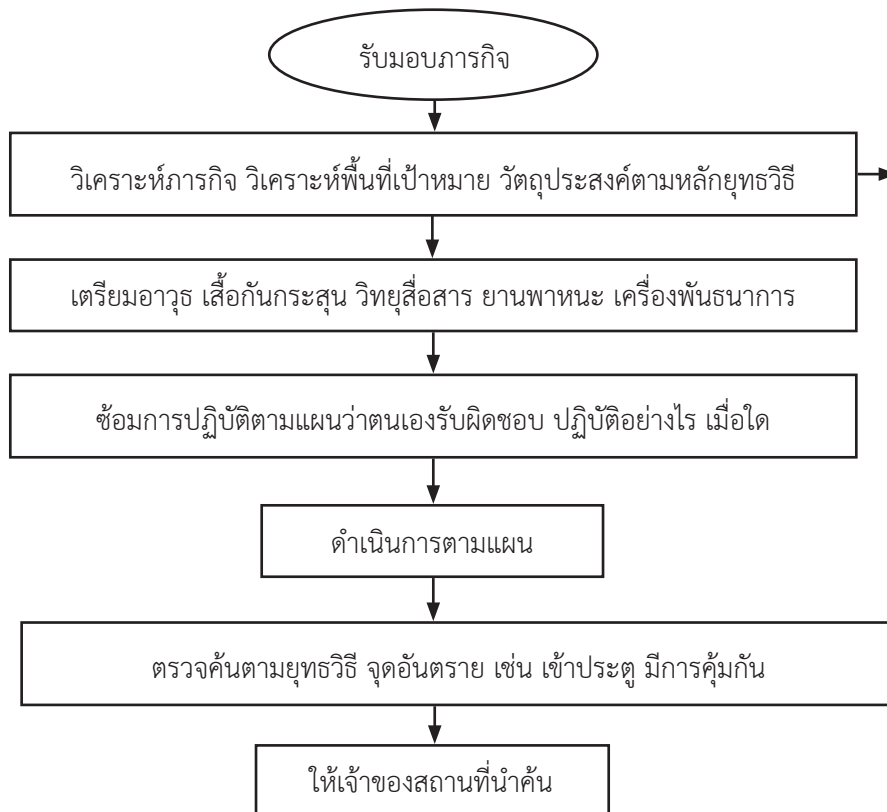 รับมอบภารกิจ
วิเคราะห์ภารกิจ วิเคราะห์พื้นที่เป้าหมาย วัตถุประสงค์ตามหลักยุทธวิธี
เตรียมอาวุธ เสื้อกันกระสุน วิทยุสื่อสาร ยานพาหนะ เครื่องพันธนาการ
ซ้อมการปฏิบัติตามแผนว่าตนเองรับผิดชอบ ปฏิบัติอย่างไร เมื่อใด
ดำเนินการตามแผน
ตรวจค้นตามยุทธวิธี จุดอันตราย เช่น เข้าประตู มีการคุ้มกัน
ให้เจ้าของสถานที่นำค้น